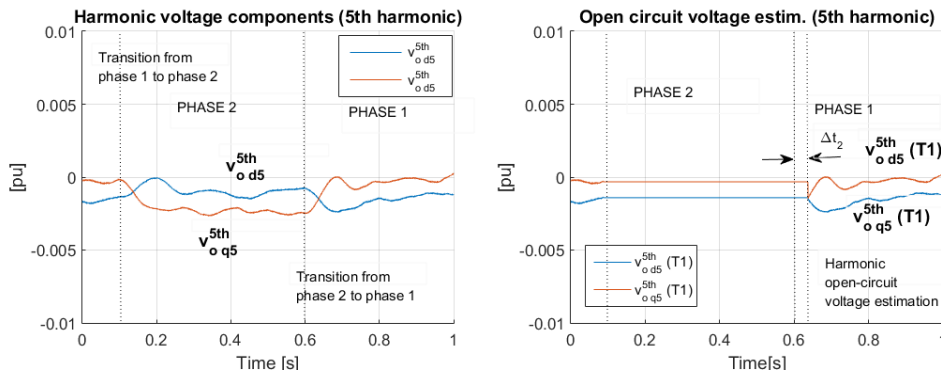 Harmonic voltage components (5th harmonic)
0.01
0.005
0
-0.005
-0.01
[pu]
Transition from
phase 1 to phase 2
v 5th o d5
v 5th o d5
PHASE 2
PHASE 1
v 5th o d5
v 5th o q5
Transition from
phase 2 to phase 1
0 0.2 0.4 0.6 0.8 1
Time [s]
Open circuit voltage estim. (5th harmonic)
0.01
0.005
0
-0.005
-0.01
[pu]
PHASE 2
PHASE 1
Δt2
v 5th o d5 (T1)
v 5th o q5 (T1)
v 5th o d5 (T1)
v 5th o q5 (T1)
Harmonic
open-circuit
voltage estimation
0 0.2 0.4 0.6 0.8 1
Time[s]